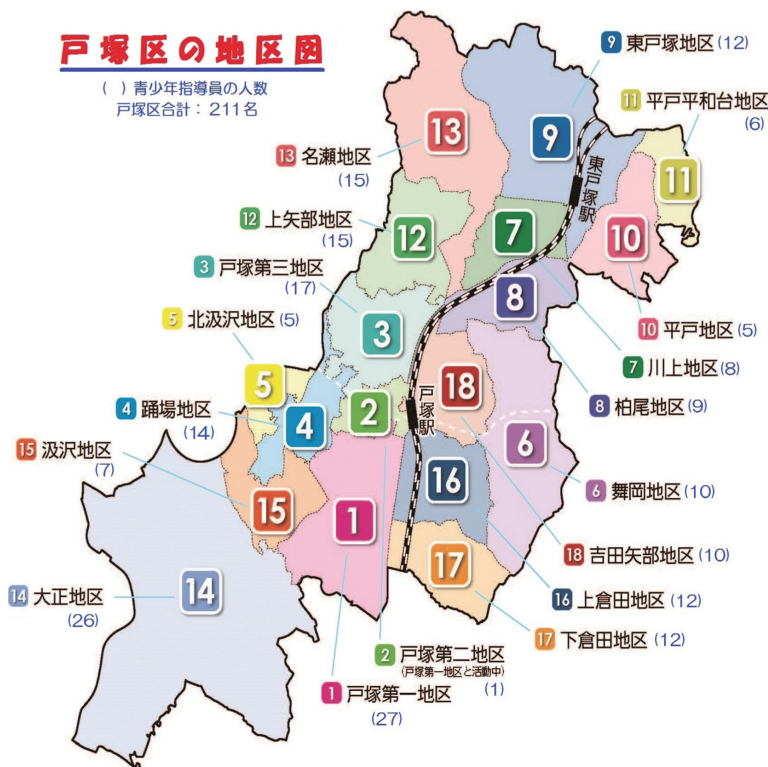 戸塚区の地区図
( ) 青少年指導員の人数
戸塚区合計：211名
9 東戸塚地区 (12)
11 平戸平和台地区
(6)
13 名瀬地区
(15)
12 上矢部地区
(15)
3 戸塚第三地区
(17)
5 北汲沢地区 (5)
4 踊場地区
(14)
15 汲沢地区
(7)
14 大正地区
(26)
10 平戸地区 (5)
7 川上地区 (8)
8 柏尾地区 (9)
6 舞岡地区 (10)
18 吉田矢部地区 (10)
16 上倉田地区 (12)
17 下倉田地区 (12)
2 戸塚第二地区
(戸塚第一地区と活動中)
(1)
1 戸塚第一地区
(27)
13
9
11
12
7
10
東戸塚駅
8
3
5
4
2
18
戸塚駅
6
16
15
1
17
14